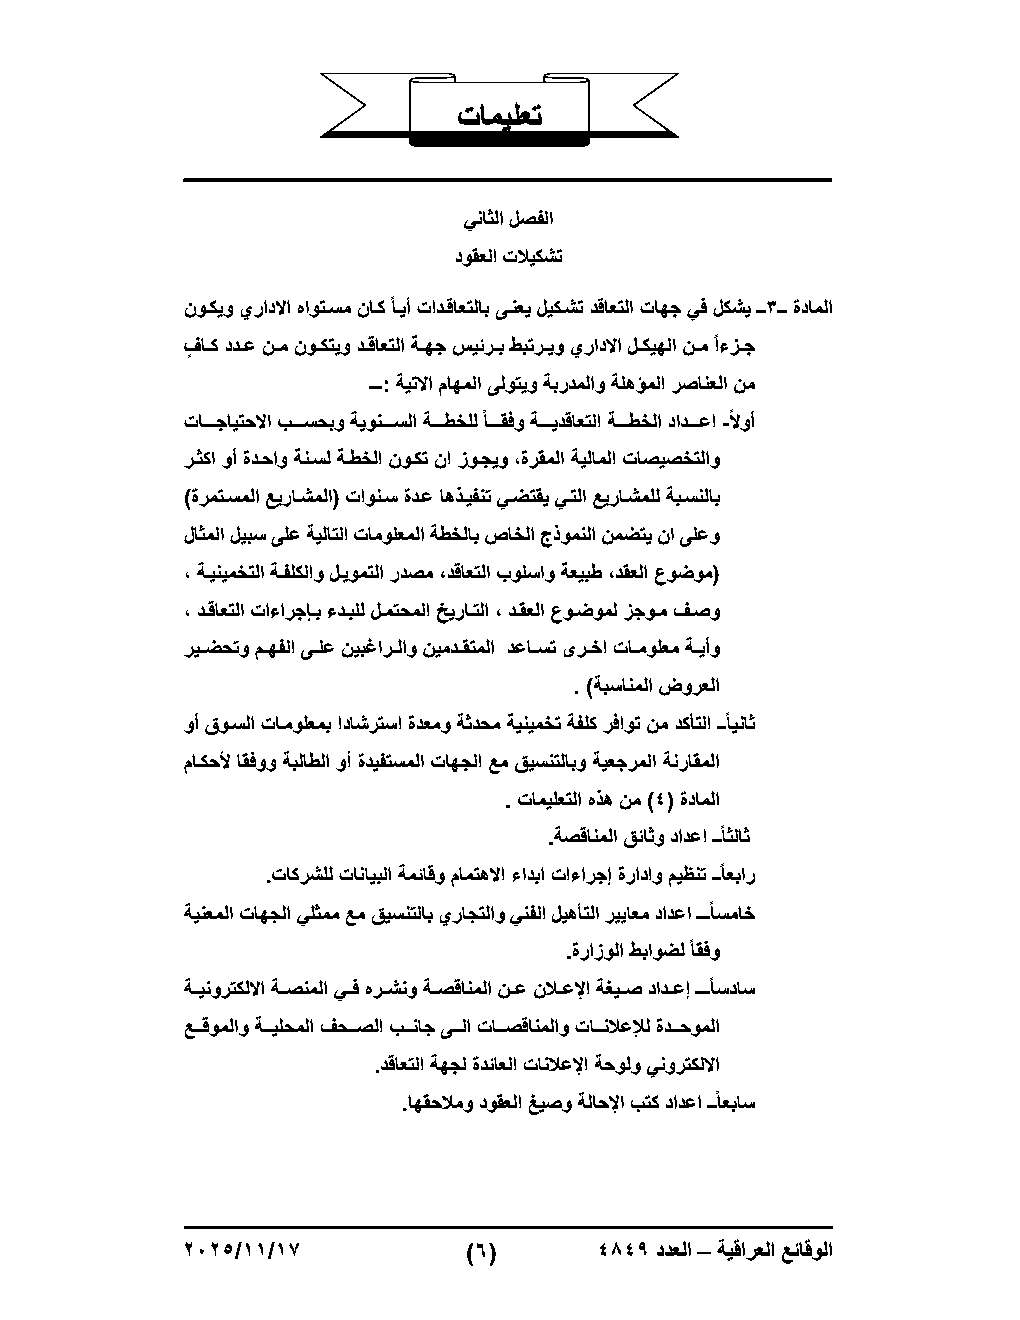 تعليمات
الفصل الثاني
تشكيلات العقود
المادة ـ٣ـ يشكل في جهات التعاقد تشكيل يعنى بالتعاقدات أياً كان مستواه الاداري ويكون
جزءاً من الهيكل الاداري ويرتبط برئيس جهة التعاقد ويتكون من عدد كافٍ
من العناصر المؤهلة والمدربة ويتولى المهام الاتية :ــ
أولاً- اعداد الخطة التعاقدية وفقاً للخطة السنوية وبحسب الاحتياجات
والتخصيصات المالية المقرة، ويجوز ان تكون الخطة لسنة واحدة أو اكثر
بالنسبة للمشاريع التي يقتضي تنفيذها عدة سنوات (المشاريع المستمرة)
وعلى ان يتضمن النموذج الخاص بالخطة المعلومات التالية على سبيل المثال
(موضوع العقد، طبيعة واسلوب التعاقد، مصدر التمويل والكلفة التخمينية ،
وصف موجز لموضوع العقد ، التاريخ المحتمل للبدء بإجراءات التعاقد ،
وأية معلومات اخرى تساعد المتقدمين والراغبين على الفهم وتحضير
العروض المناسبة) .
ثانياًــ التأكد من توافر كلفة تخمينية محدثة ومعدة استرشادا بمعلومات السوق أو
المقارنة المرجعية وبالتنسيق مع الجهات المستفيدة أو الطالبة ووفقا لأحكام
المادة (٤) من هذه التعليمات .
ثالثاًــ اعداد وثائق المناقصة.
رابعاًــ تنظيم وادارة إجراءات ابداء الاهتمام وقائمة البيانات للشركات.
خامساًــ اعداد معايير التأهيل الفني والتجاري بالتنسيق مع ممثلي الجهات المعنية
وفقاً لضوابط الوزارة.
سادساًــ إعداد صيغة الإعلان عن المناقصة ونشره في المنصة الالكترونية
الموحدة للإعلانات والمناقصات الى جانب الصحف المحلية والموقع
الالكتروني ولوحة الإعلانات العائدة لجهة التعاقد.
سابعاًــ اعداد كتب الإحالة وصيغ العقود وملاحقها.
الوقائع العراقية ــ العدد ٤٨٤٩ (٦) ٢٠٢٥/١١/١٧